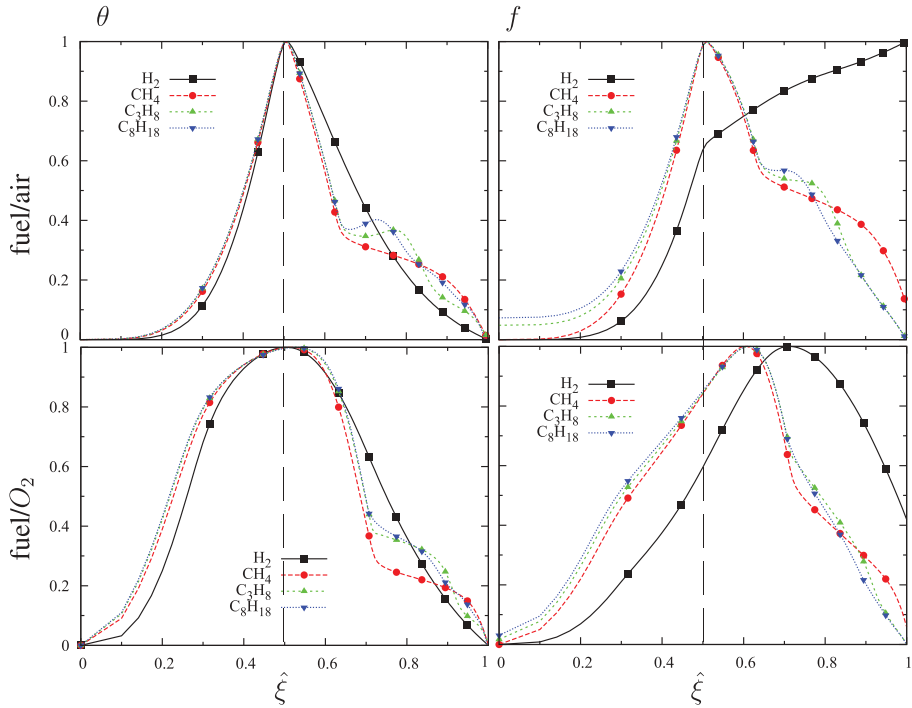 θ f
fuel/air
1
0.8
0.6
0.4
0.2
0
H₂
CH₄
C₃H₈
C₈H₁₈
H₂
CH₄
C₃H₈
C₈H₁₈
fuel/O₂
1
0.8
0.6
0.4
0.2
0
H₂
CH₄
C₃H₈
C₈H₁₈
H₂
CH₄
C₃H₈
C₈H₁₈
0 0.2 0.4 0.6 0.8 1 0.2 0.4 0.6 0.8 1
ξ̂ ξ̂